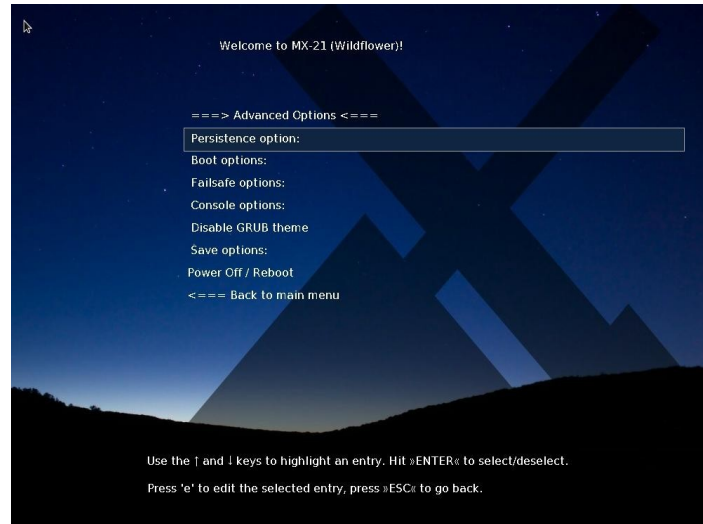 Welcome to MX-21 (Wildflower)!
===> Advanced Options <===
Persistence option:
Boot options:
Failsafe options:
Console options:
Disable GRUB theme
Save options:
Power Off / Reboot
<=== Back to main menu
Use the ↑ and ↓ keys to highlight an entry. Hit »ENTER« to select/deselect.
Press 'e' to edit the selected entry, press »ESC« to go back.